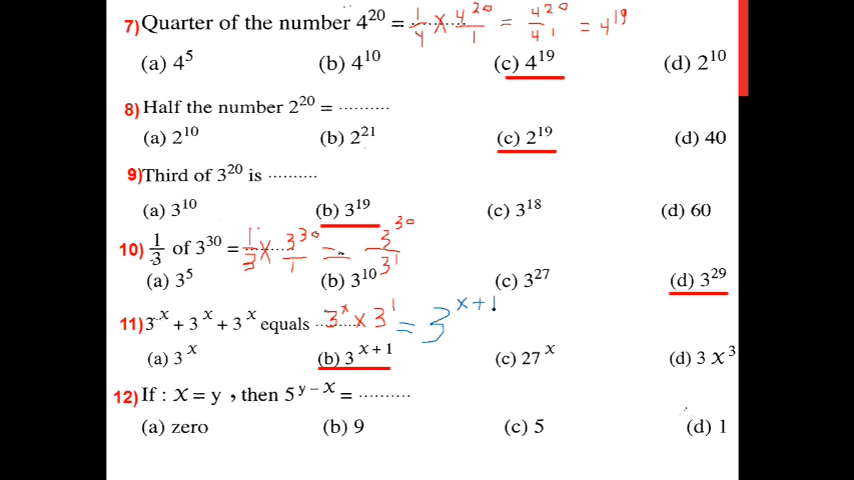 7) Quarter of the number 4^20 = ............ 1/4 × 4^20/1 = 4^20/4^1 = 4^19
(a) 4^5 (b) 4^10 (c) 4^19 (d) 2^10
8) Half the number 2^20 = ............
(a) 2^10 (b) 2^21 (c) 2^19 (d) 40
9) Third of 3^20 is ............
(a) 3^10 (b) 3^19 (c) 3^18 (d) 60
10) 1/3 of 3^30 = ............ 1/3 × 3^30/1 = 3^30/3^1
(a) 3^5 (b) 3^10 (c) 3^27 (d) 3^29
11) 3^x + 3^x + 3^x equals ............ 3^x × 3^1 = 3^x+1
(a) 3^x (b) 3^x+1 (c) 27^x (d) 3 x^3
12) If : x = y , then 5^y–x = ............
(a) zero (b) 9 (c) 5 (d) 1